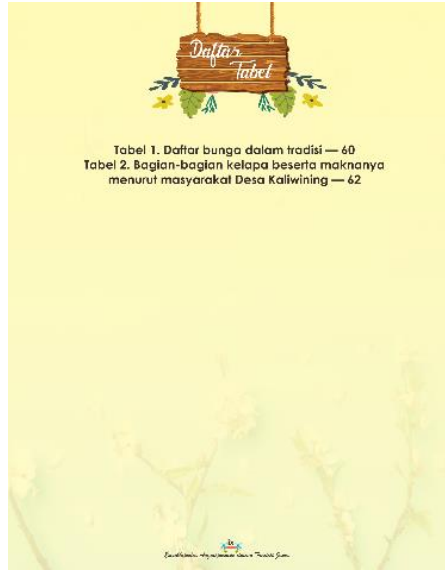 Daftar
Tabel
Tabel 1. Daftar bunga dalam tradisi — 60
Tabel 2. Bagian-bagian kelapa beserta maknanya
menurut masyarakat Desa Kaliwining — 62
ix